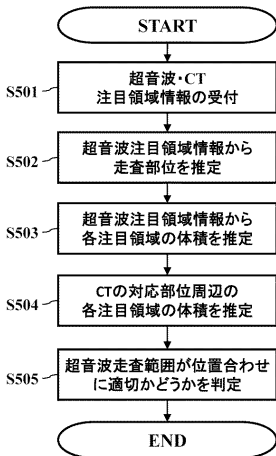 START
S501
超音波・CT
注目領域情報の受付
S502
超音波注目領域情報から
走査部位を推定
S503
超音波注目領域情報から
各注目領域の体積を推定
S504
CTの対応部位周辺の
各注目領域の体積を推定
S505
超音波走査範囲が位置合わせ
に適切かどうかを判定
END